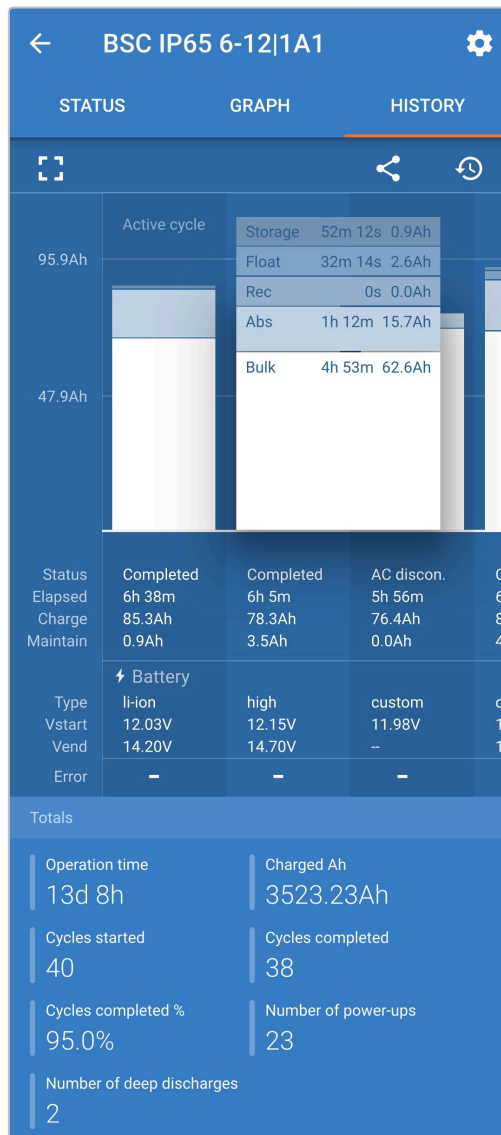 BSC IP65 6-12|1A1
STATUS GRAPH HISTORY
Active cycle
95.9Ah
47.9Ah
Storage 52m 12s 0.9Ah
Float 32m 14s 2.6Ah
Rec 0s 0.0Ah
Abs 1h 12m 15.7Ah
Bulk 4h 53m 62.6Ah
Status Completed Completed AC discon.
Elapsed 6h 38m 6h 5m 5h 56m 6
Charge 85.3Ah 78.3Ah 76.4Ah 8
Maintain 0.9Ah 3.5Ah 0.0Ah 4
Battery
Type li-ion high custom
Vstart 12.03V 12.15V 11.98V 1
Vend 14.20V 14.70V -- 1
Error – – –
Totals
Operation time Charged Ah
13d 8h 3523.23Ah
Cycles started Cycles completed
40 38
Cycles completed % Number of power-ups
95.0% 23
Number of deep discharges
2